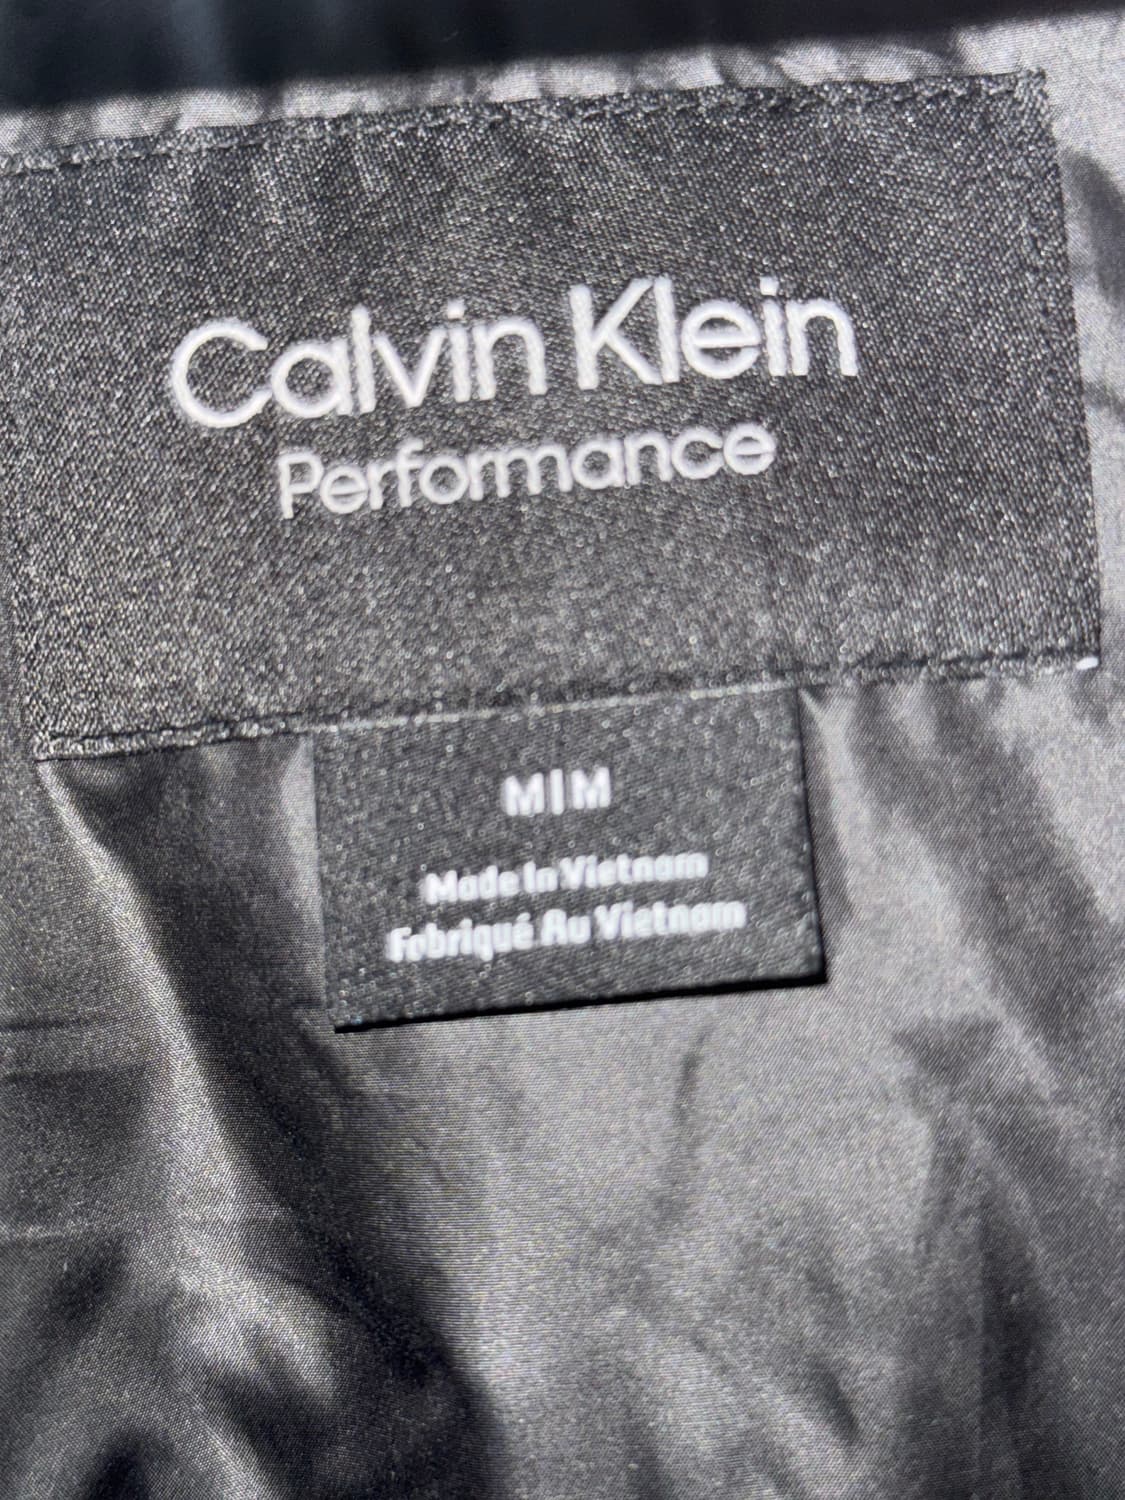 Calvin Klein
Performance
M|M
Made In Vietnam
Fabriqué Au Vietnam